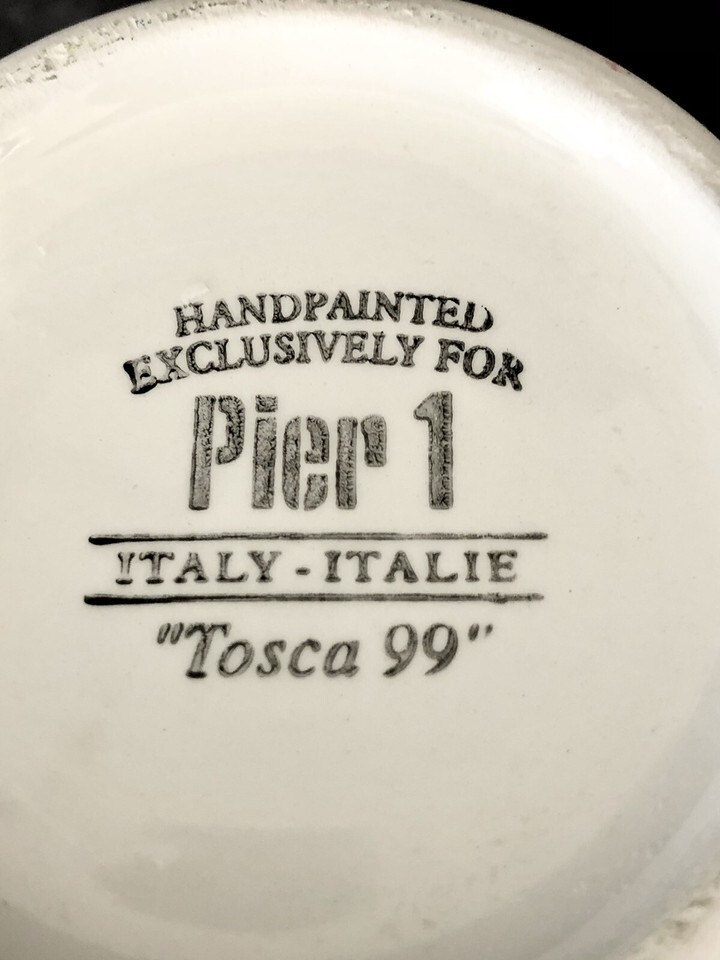 HANDPAINTED
EXCLUSIVELY FOR
Pier 1
ITALY - ITALIE
"Tosca 99"